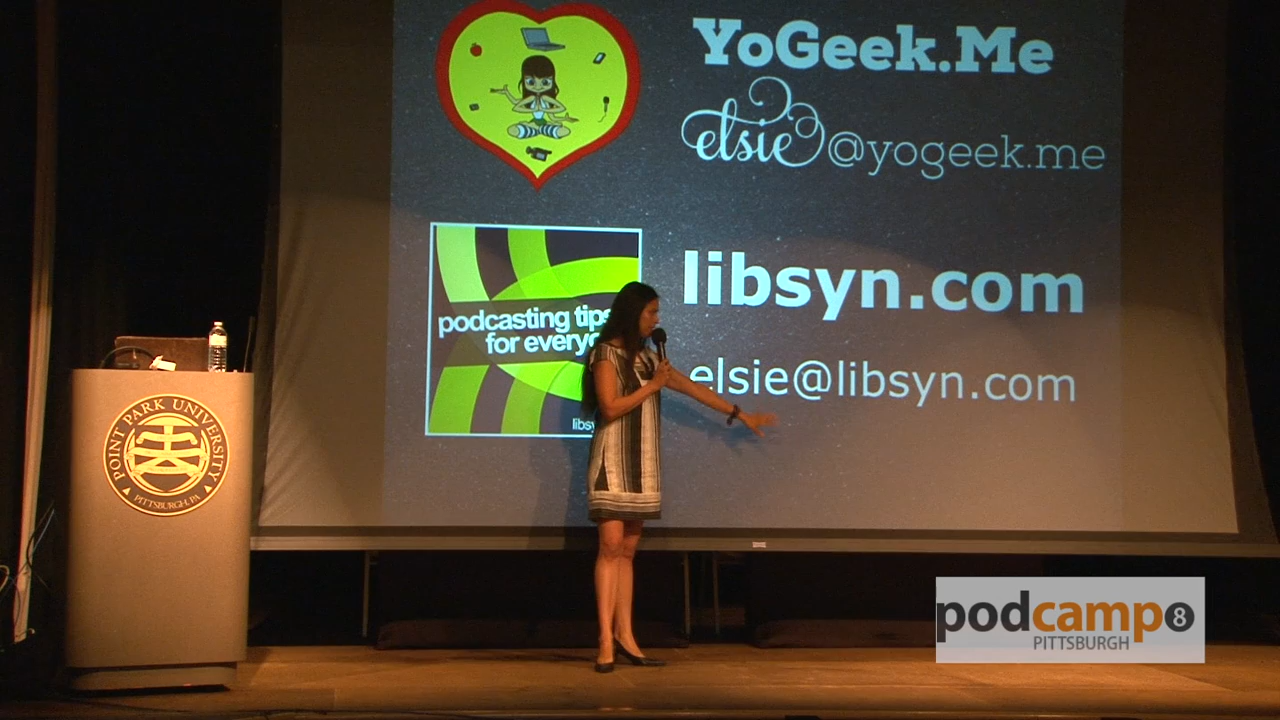 YoGeek.Me
elsie@yogeek.me
podcasting tips
for everyo
libsy
libsyn.com
elsie@libsyn.com
POINT PARK UNIVERSITY
PITTSBURGH, PA
podcamp8
PITTSBURGH